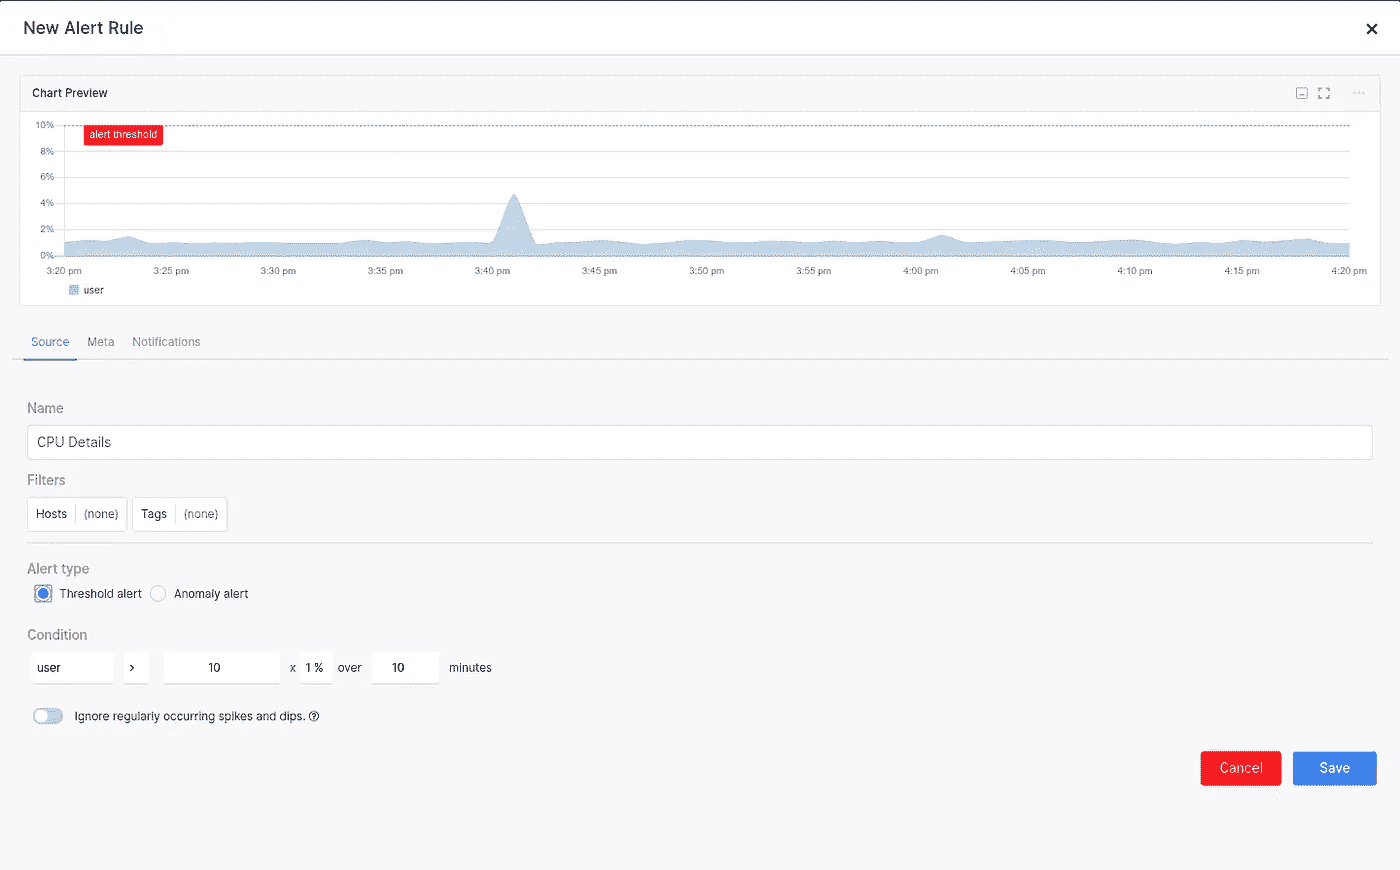 New Alert Rule
Chart Preview
10%
alert threshold
8%
6%
4%
2%
0%
3:20 pm 3:25 pm 3:30 pm 3:35 pm 3:40 pm 3:45 pm 3:50 pm 3:55 pm 4:00 pm 4:05 pm 4:10 pm 4:15 pm 4:20 pm
user
Source Meta Notifications
Name
CPU Details
Filters
Hosts (none) Tags (none)
Alert type
Threshold alert Anomaly alert
Condition
user > 10 x 1 % over 10 minutes
Ignore regularly occurring spikes and dips. ?
Cancel Save